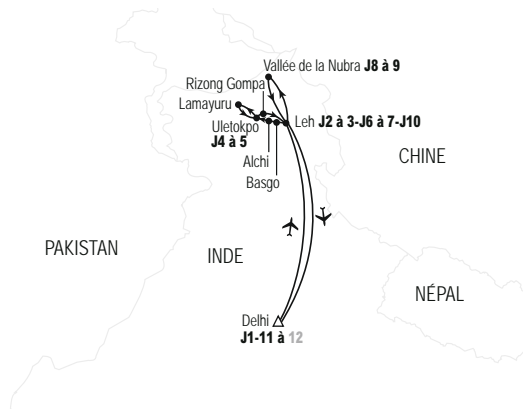 Vallée de la Nubra J8 à 9
Rizong Gompa
Lamayuru
Leh J2 à 3-J6 à 7-J10
Uletokpo
J4 à 5
Alchi
Basgo
CHINE
PAKISTAN
INDE
NÉPAL
Delhi
J1-11 à 12